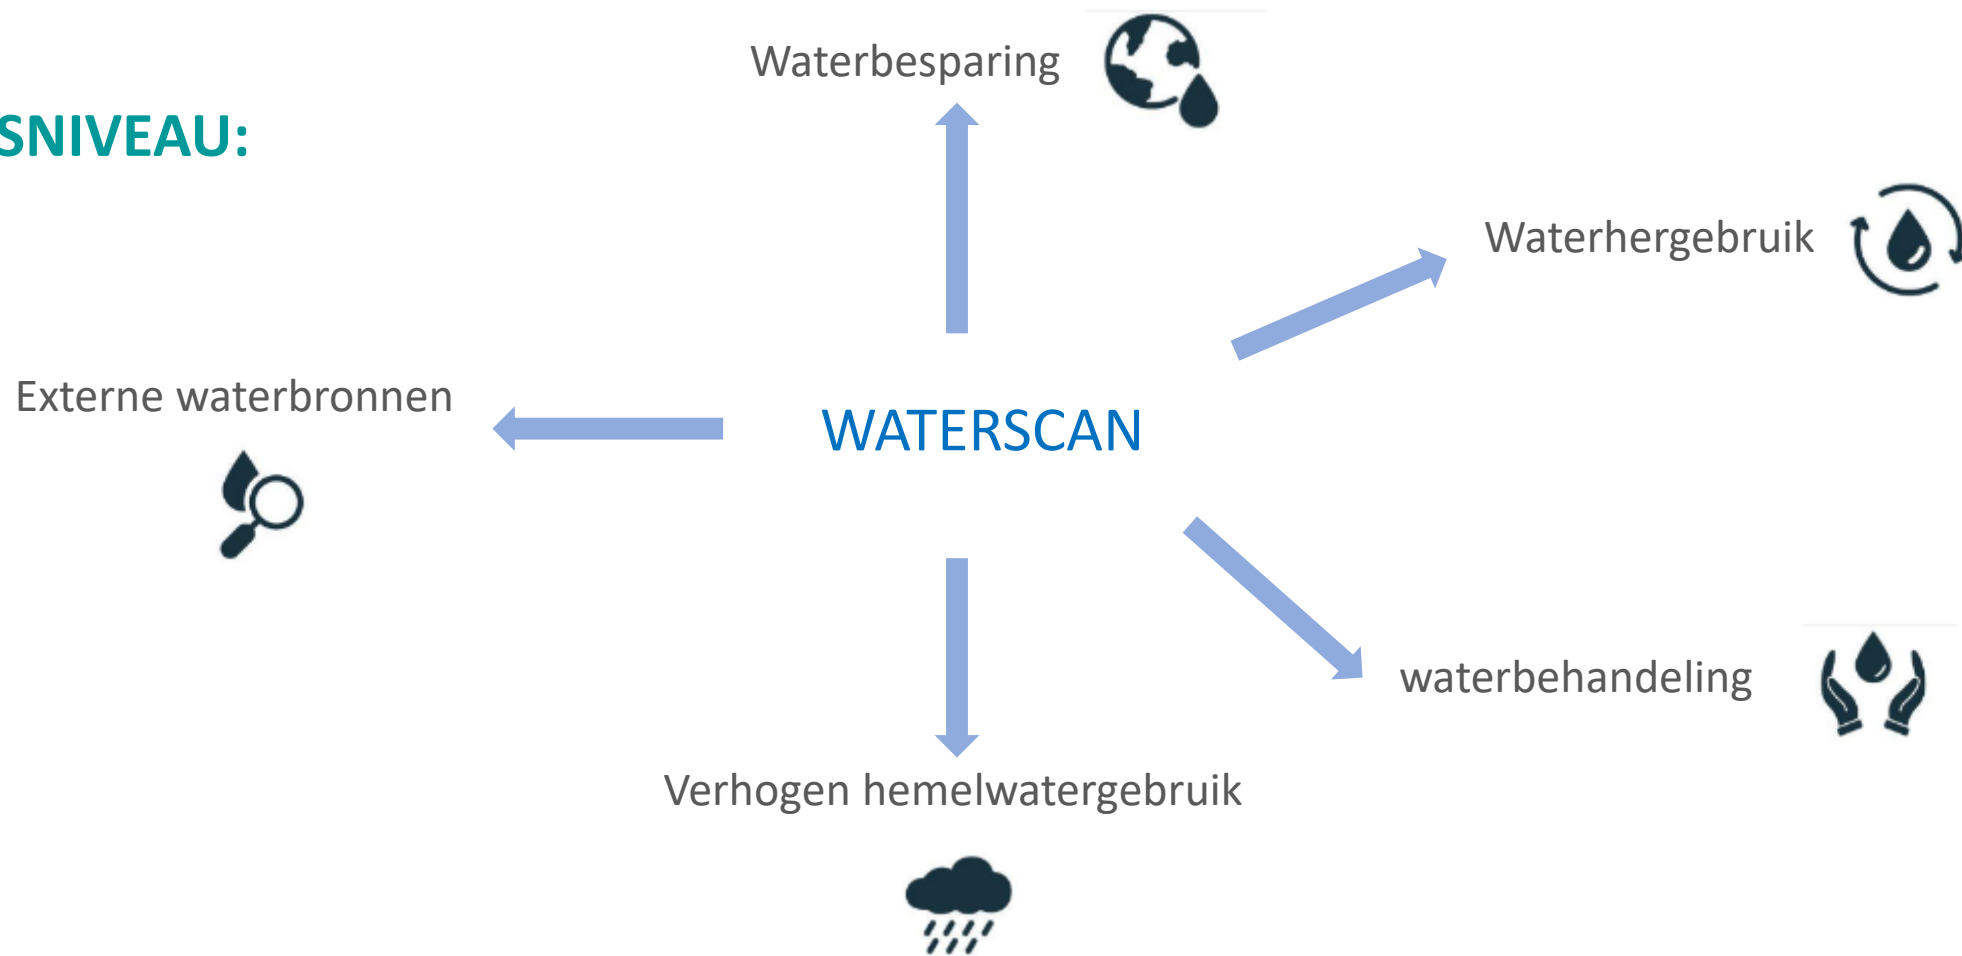 SNIVEAU:
Waterbesparing
Waterhergebruik
Externe waterbronnen
WATERSCAN
waterbehandeling
Verhogen hemelwatergebruik